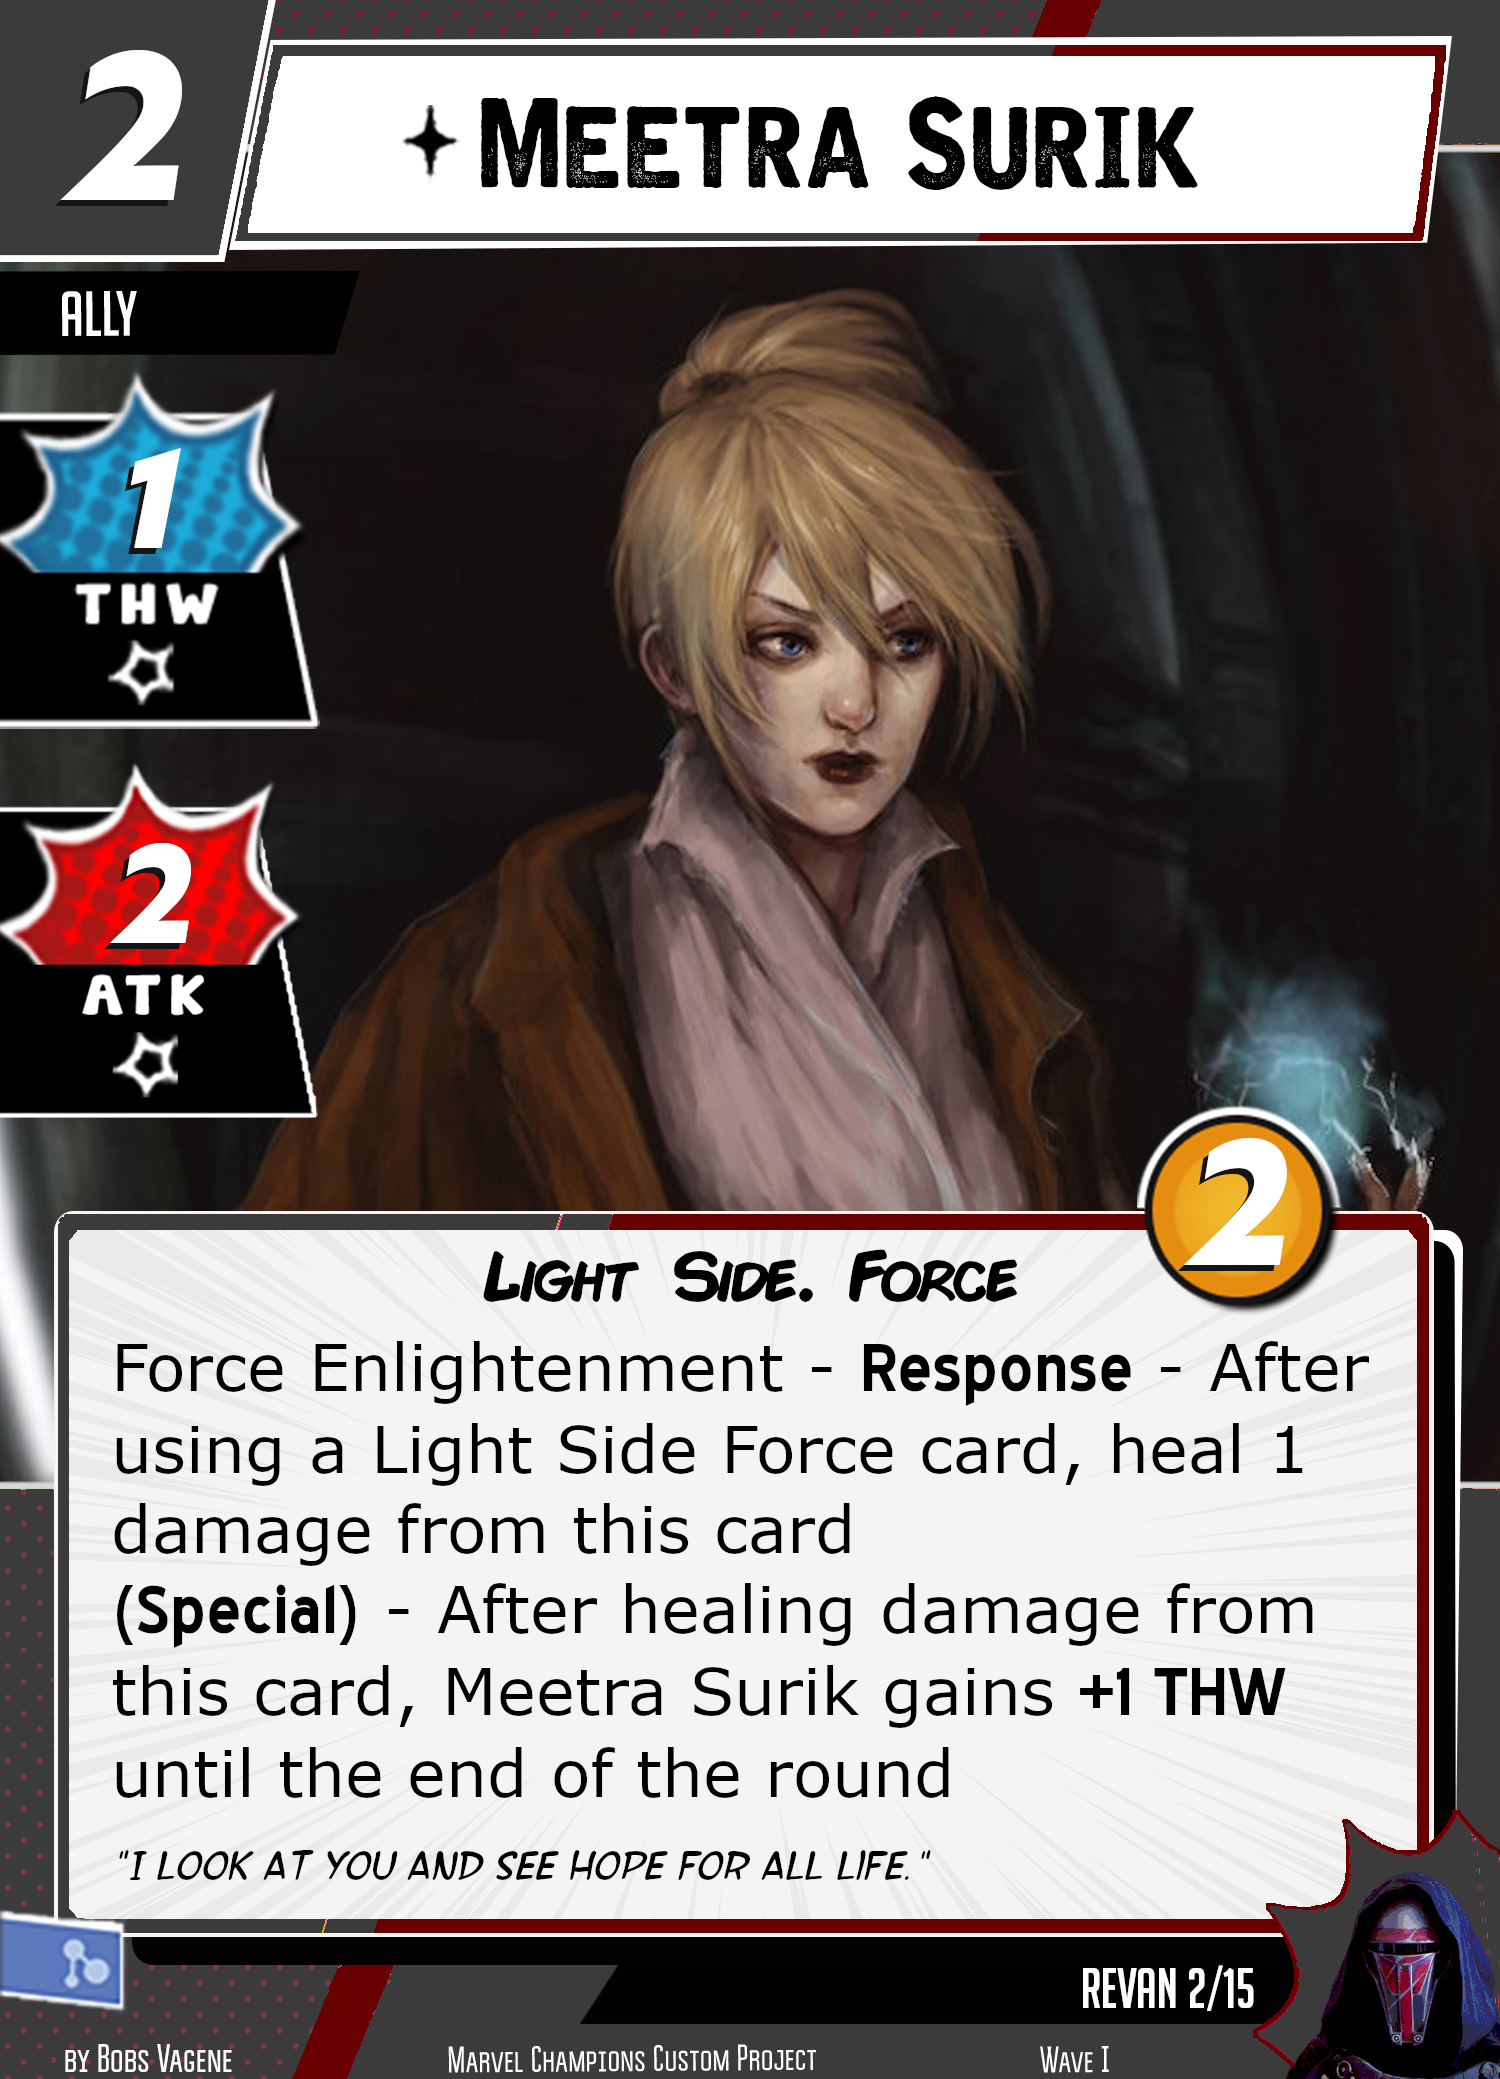 2
MEETRA SURIK
ALLY
1
THW
2
ATK
2
LIGHT SIDE. FORCE
Force Enlightenment - Response - After
using a Light Side Force card, heal 1
damage from this card
(Special) - After healing damage from
this card, Meetra Surik gains +1 THW
until the end of the round
"I LOOK AT YOU AND SEE HOPE FOR ALL LIFE."
REVAN 2/15
BY BOBS VAGENE
MARVEL CHAMPIONS CUSTOM PROJECT
WAVE I